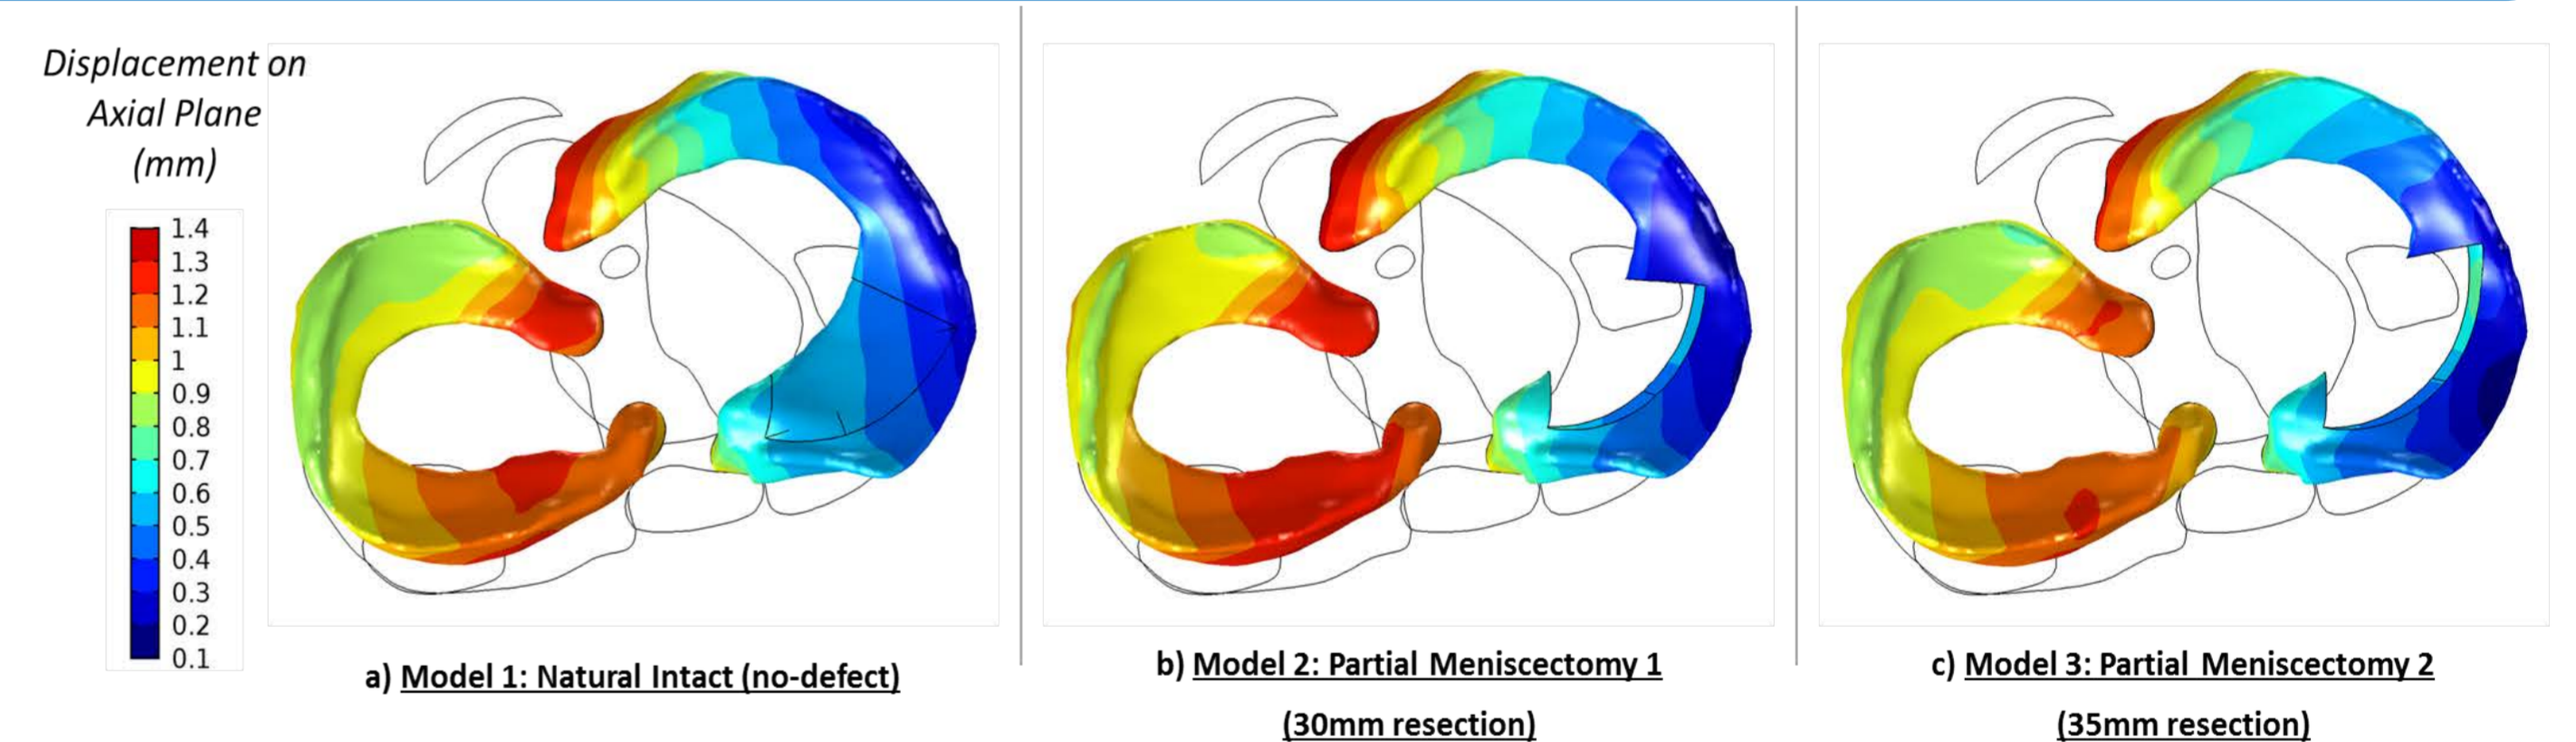 Displacement on
Axial Plane
(mm)
1.4
1.3
1.2
1.1
1
0.9
0.8
0.7
0.6
0.5
0.4
0.3
0.2
0.1
a) Model 1: Natural Intact (no-defect)
b) Model 2: Partial Meniscectomy 1
(30mm resection)
c) Model 3: Partial Meniscectomy 2
(35mm resection)